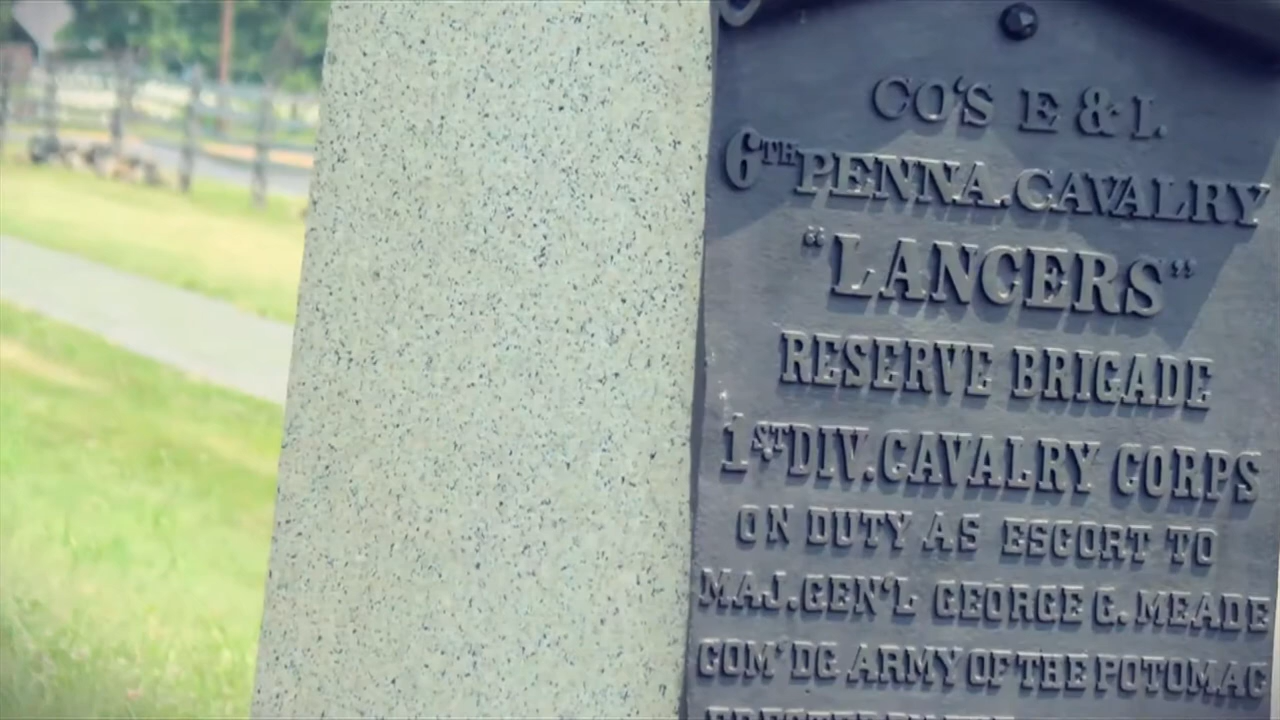 CO'S E & I.
6TH PENNA. CAVALRY
"LANCERS"
RESERVE BRIGADE
1ST DIV. CAVALRY CORPS
ON DUTY AS ESCORT TO
MAJ. GEN'L GEORGE G. MEADE
COM'DG. ARMY OF THE POTOMAC